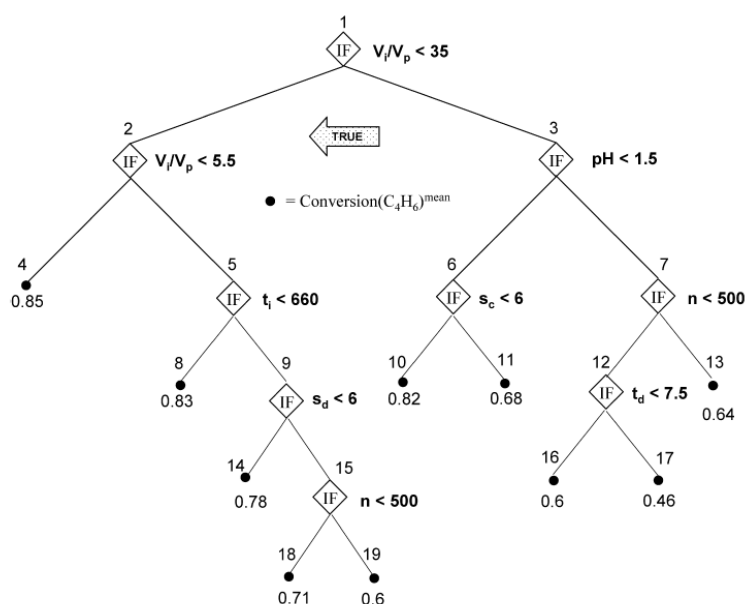 1
IF V_i/V_p < 35
2
3
TRUE
IF V_i/V_p < 5.5
IF pH < 1.5
● = Conversion(C_4H_6)^mean
4
5
6
7
0.85
IF t_i < 660
IF s_c < 6
IF n < 500
8
9
10
11
12
13
0.83
IF s_d < 6
0.82
0.68
IF t_d < 7.5
0.64
14
15
16
17
0.78
IF n < 500
0.6
0.46
18
19
0.71
0.6